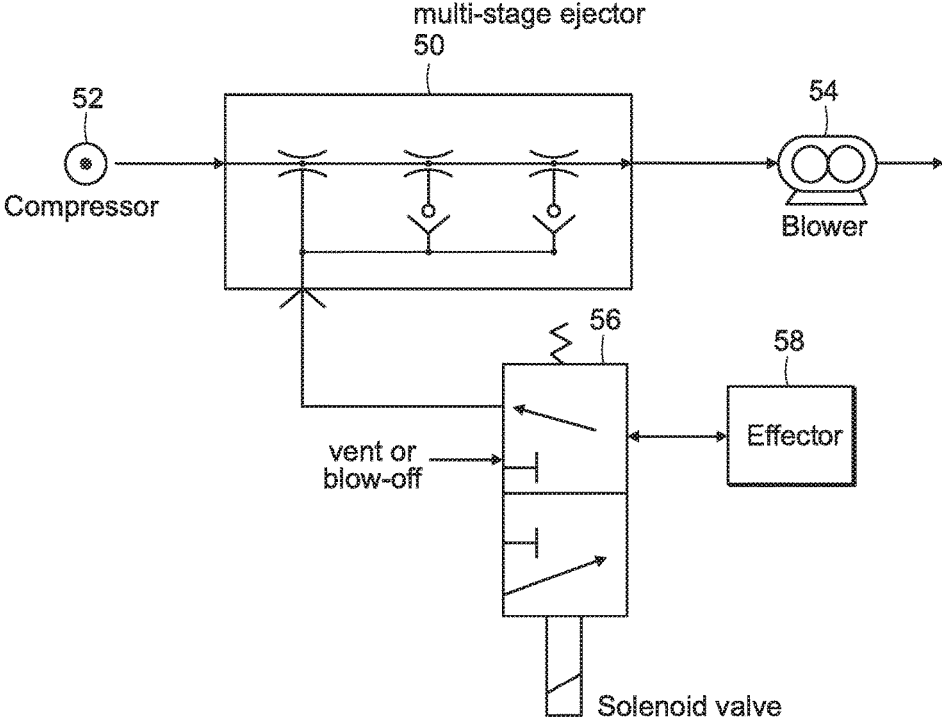 multi-stage ejector
50
52
54
Compressor
Blower
56
58
Effector
vent or
blow-off
Solenoid valve